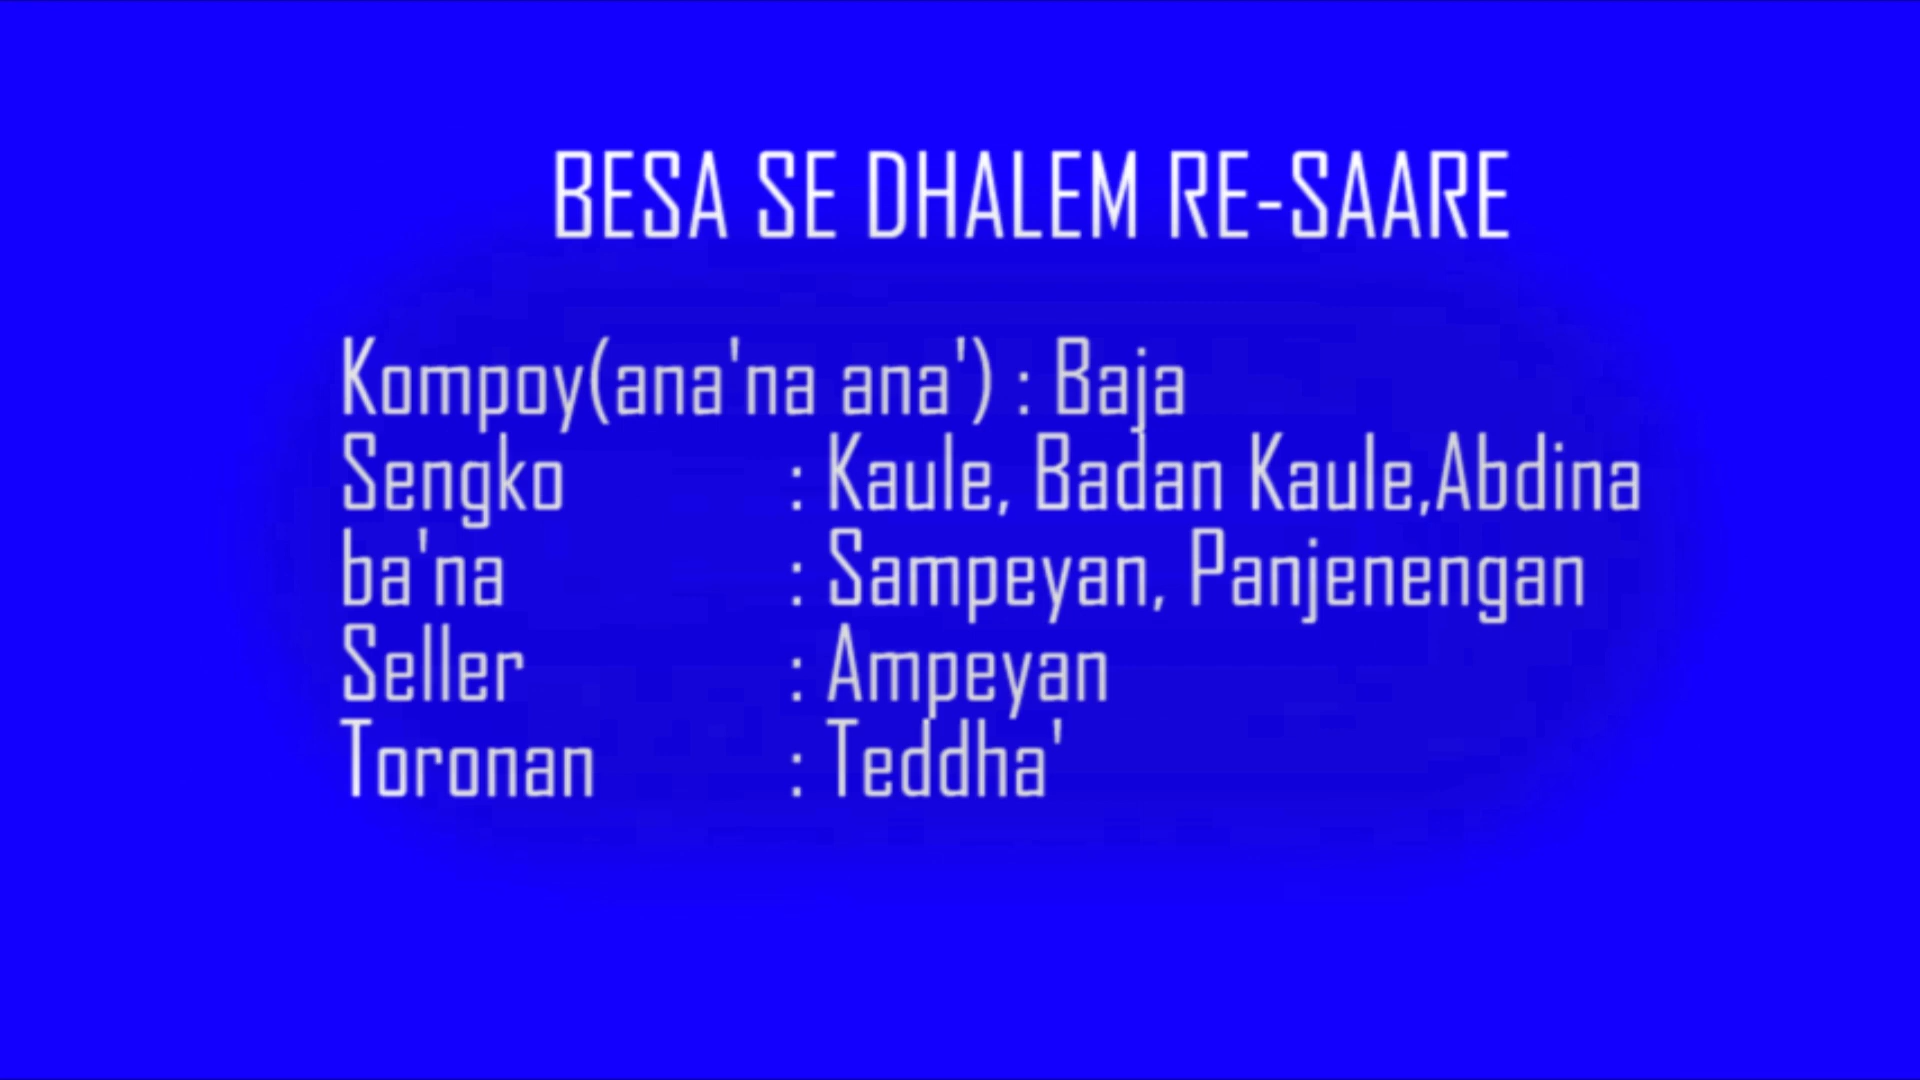 BESA SE DHALEM RE-SAARE
Kompoy(ana'na ana') : Baja
Sengko : Kaule, Badan Kaule,Abdina
ba'na : Sampeyan, Panjenengan
Seller : Ampeyan
Toronan : Teddha'